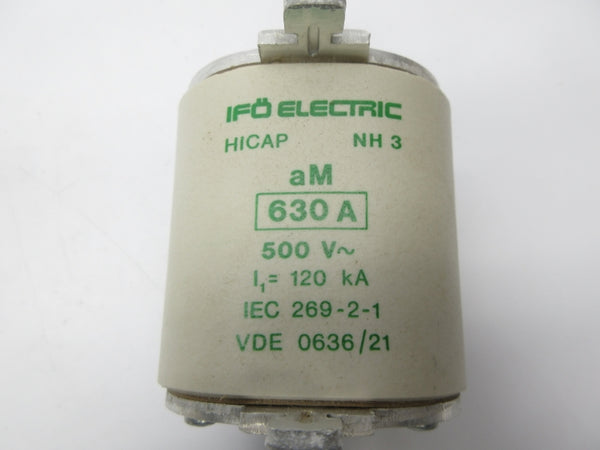 IFÖ ELECTRIC
HICAP NH 3
aM
630 A
500 V~
I₁= 120 kA
IEC 269-2-1
VDE 0636/21